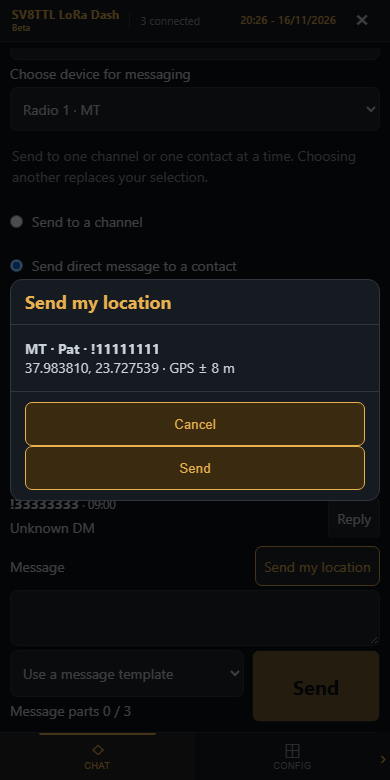 SV8TTL LoRa Dash
Beta
3 connected
20:26 - 16/11/2026
Choose device for messaging
Radio 1 · MT
Send to one channel or one contact at a time. Choosing
another replaces your selection.
Send to a channel
Send direct message to a contact
Send my location
MT · Pat · !11111111
37.983810, 23.727539 · GPS ± 8 m
Cancel
Send
!33333333 · 09:00
Unknown DM
Reply
Message
Send my location
Use a message template
Send
Message parts 0 / 3
CHAT
CONFIG